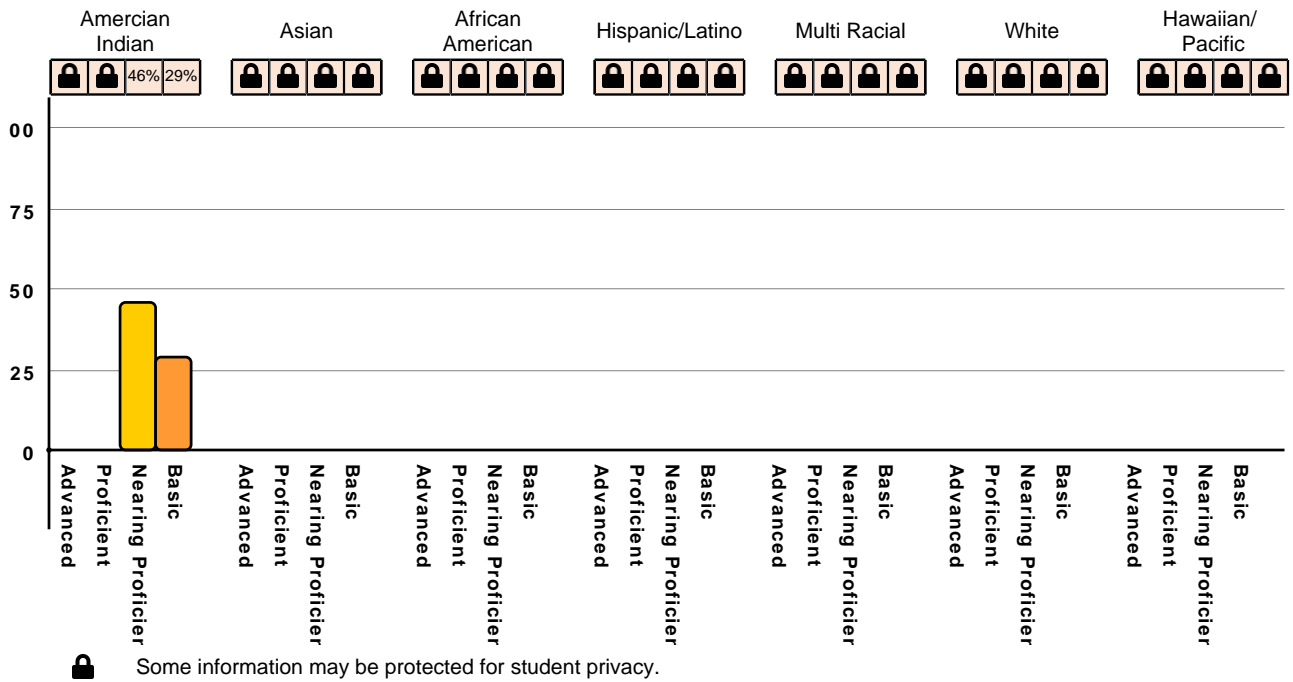 Amercian
Indian
Asian
African
American
Hispanic/Latino
Multi Racial
White
Hawaiian/
Pacific
46% 29%
00
75
50
25
0
Advanced
Proficient
Nearing Proficier
Basic
Advanced
Proficient
Nearing Proficier
Basic
Advanced
Proficient
Nearing Proficier
Basic
Advanced
Proficient
Nearing Proficier
Basic
Advanced
Proficient
Nearing Proficier
Basic
Advanced
Proficient
Nearing Proficier
Basic
Advanced
Proficient
Nearing Proficier
Basic
Some information may be protected for student privacy.